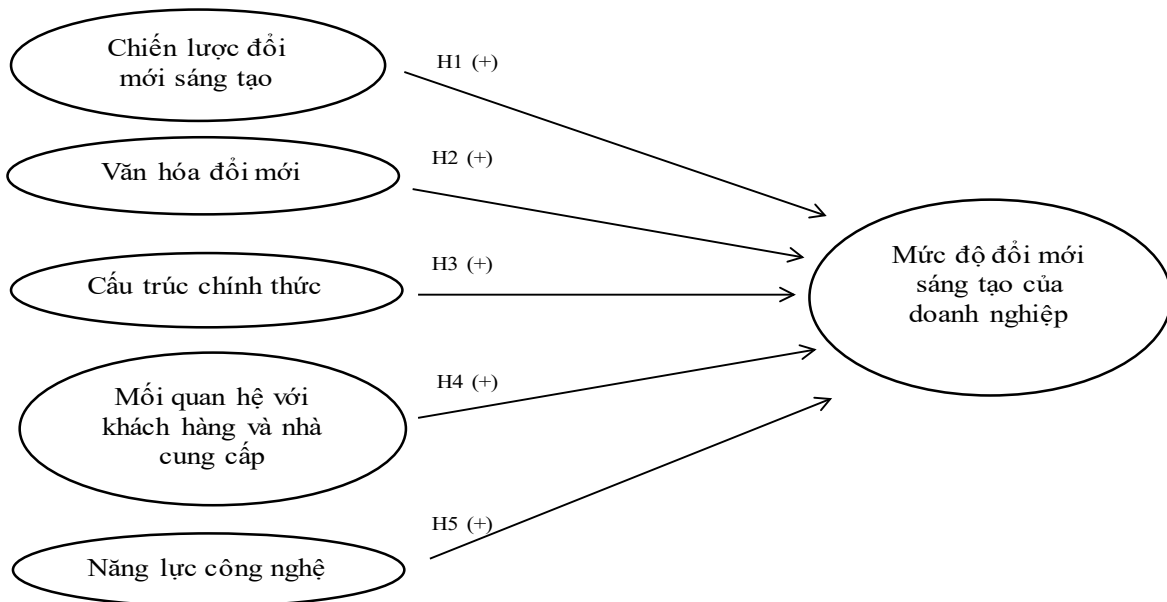 Chiến lược đổi
mới sáng tạo
H1 (+)
Văn hóa đổi mới
H2 (+)
Cấu trúc chính thức
H3 (+)
Mối quan hệ với
khách hàng và nhà
cung cấp
H4 (+)
Năng lực công nghệ
H5 (+)
Mức độ đổi mới
sáng tạo của
doanh nghiệp